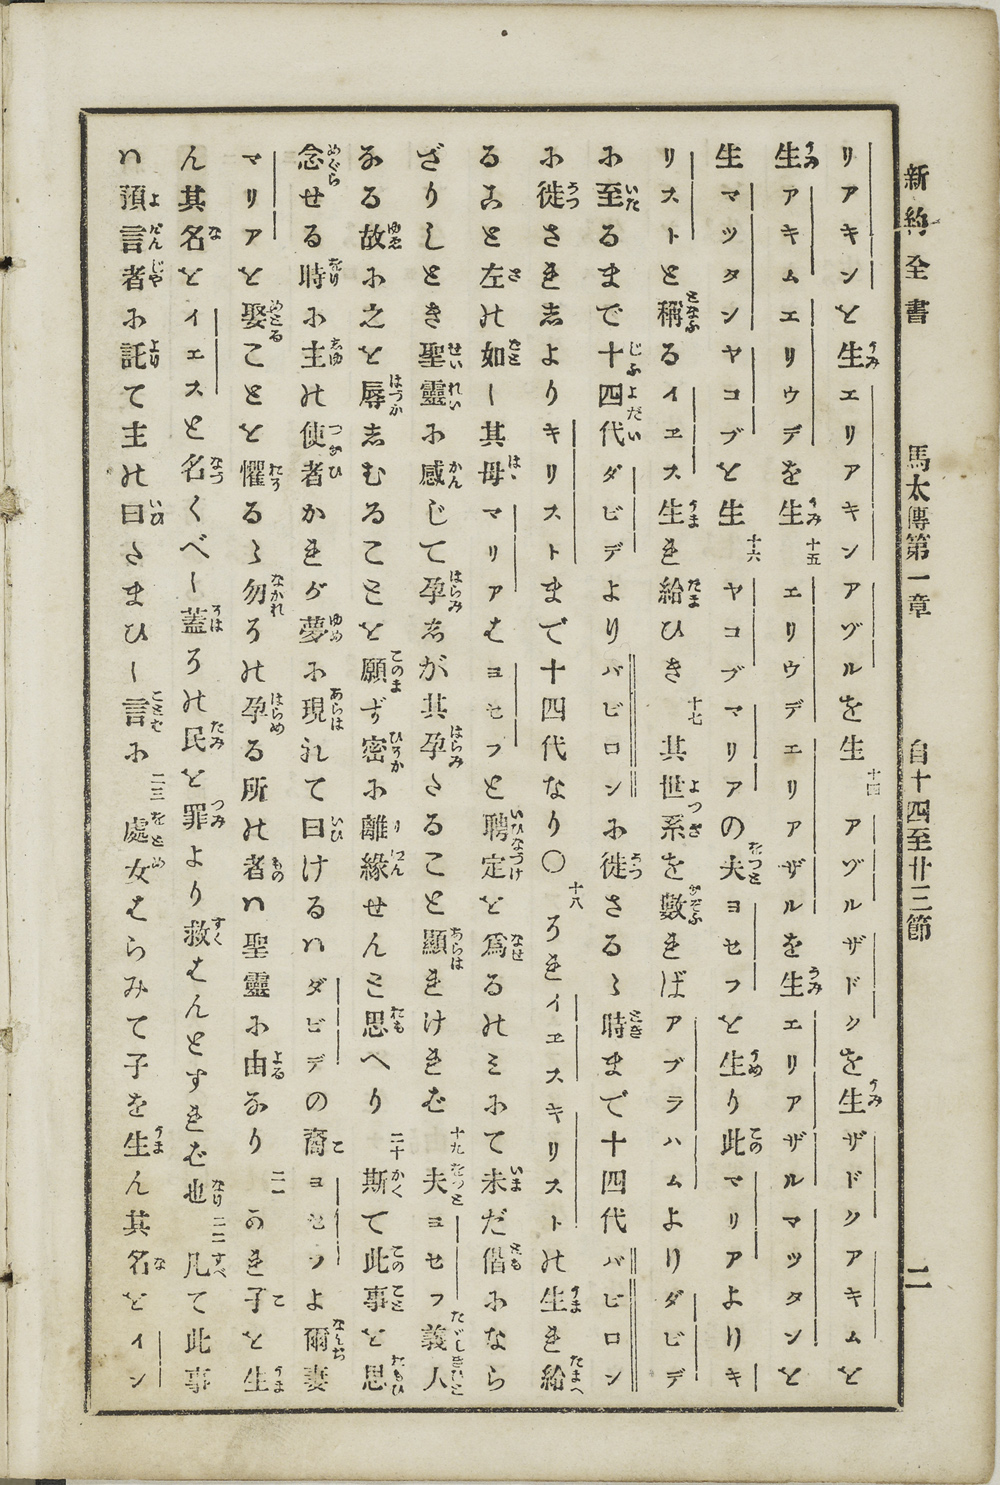 新約全書　馬太傳第一章　自十四至廿三節　二
リアキンを生エリアキンアゾルを生十四アゾルザドクを生ザドクアキムを
生アキムエリウデを生十五エリウデエリアザルを生エリアザルマツタンを
生マツタンヤコブを生十六ヤコブマリアの夫ヨセフを生り此マリアよりキ
リストと稱るイエス生れ給ひき十七其世系を數ればアブラハムよりダビデ
に至るまで十四代ダビデよりバビロンに徙さるゝ時まで十四代バビロン
に徙されしよりキリストまで十四代なり〇十八それイエスキリストの生れ給
ること左の如し其母マリアはヨセフと聘定を爲るのみにて未だ偕になら
ざりしとき聖靈に感じて孕しが其孕たること顯れければ十九夫ヨセフ義人
なる故に之を辱しむることを願ず密に離緣せんと思へり二十斯て此事を思
念せる時に主の使者かれが夢に現れて曰けるハダビデの裔ヨセフよ爾妻
マリアを娶ことを懼るゝ勿その孕る所の者ハ聖靈に由なり二一かれ子を生
ん其名をイエスと名くべし蓋その民を罪より救はんとすれば也二二凡て此事
ハ預言者に託て主の曰たまひし言に二三處女はらみて子を生ん其名をイン